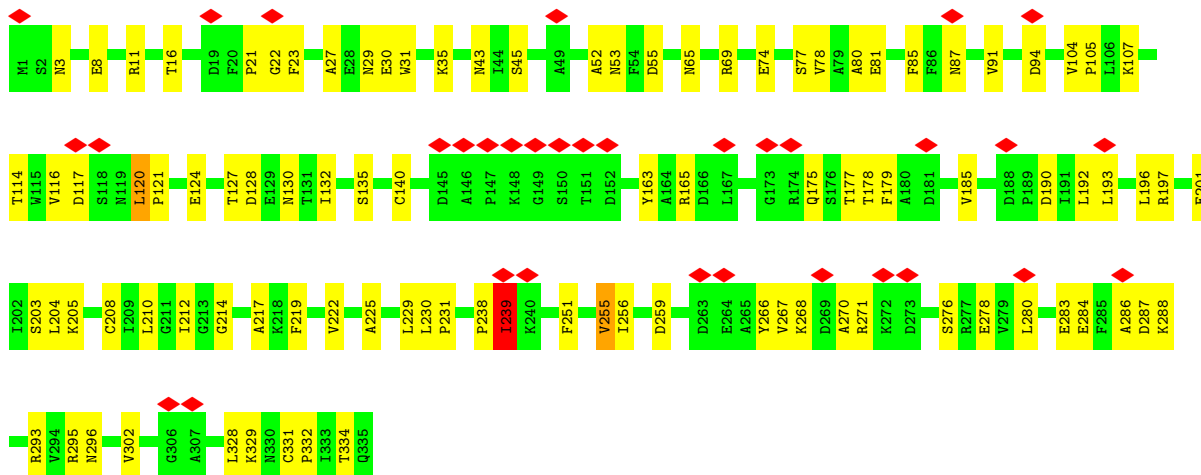 M1 S2 N3 E8 R11 T16 D19 F20 P21 G22 F23 A27 E28 N29 E30 W31 K35 N43 I44 S45 A49 A52 N53 F54 D55 N65 R69 E74 S77 V78 A79 A80 E81 F85 F86 N87 V91 D94 V104 P105 L106 K107
T114 W115 V116 D117 S118 N119 L120 P121 E124 T127 D128 E129 N130 T131 I132 S135 C140 D145 A146 P147 K148 G149 S150 T151 D152 Y163 A164 R165 D166 L167 G173 R174 Q175 S176 T177 T178 F179 A180 D181 V185 D188 P189 D190 I191 L192 L193 L196 R197 E201
I202 S203 L204 K205 C208 I209 L210 G211 I212 G213 G214 A217 K218 F219 V222 A225 L229 L230 P231 P238 I239 K240 F251 V255 I256 D259 D263 E264 A265 Y266 V267 K268 D269 A270 R271 K272 D273 S276 R277 E278 V279 L280 E283 E284 F285 A286 D287 K288
R293 V294 R295 N296 V302 G306 A307 L328 K329 N330 C331 P332 I333 T334 Q335